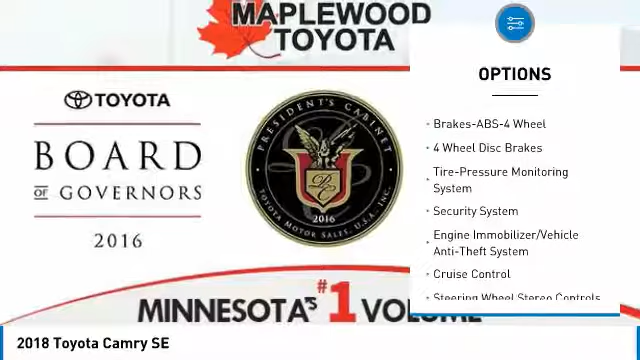 MAPLEWOOD
TOYOTA
TOYOTA
BOARD
OF GOVERNORS
2016
PRESIDENT'S CABINET
PC
2016
TOYOTA MOTOR SALES, U.S.A., INC.
MINNESOTA'S #1 VOLUME
OPTIONS
Brakes-ABS-4 Wheel
4 Wheel Disc Brakes
Tire-Pressure Monitoring
System
Security System
Engine Immobilizer/Vehicle
Anti-Theft System
Cruise Control
Steering Wheel Stereo Controls
2018 Toyota Camry SE